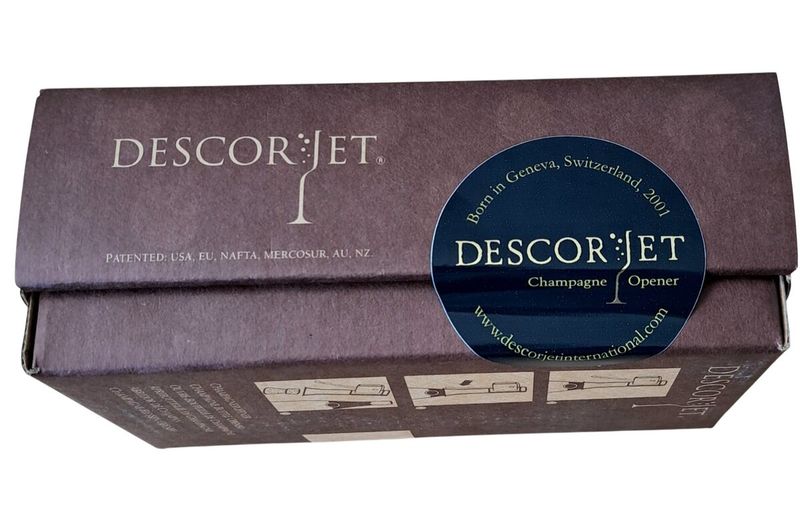 DESCORJET®
PATENTED: USA, EU, NAFTA, MERCOSUR, AU, NZ.
Born in Geneva, Switzerland, 2001
DESCORJET
Champagne Opener
www.descorjetinternational.com
DESCORJET